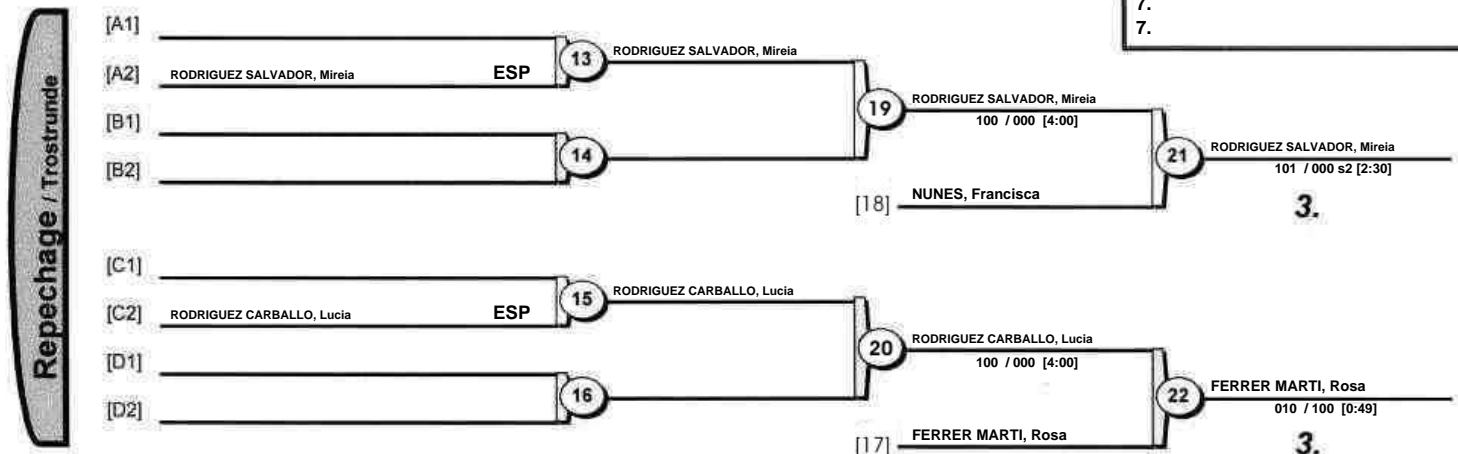 7.
7.
Repechage / Trostrunde
[A1]
[A2] RODRIGUEZ SALVADOR, Mireia ESP
13
RODRIGUEZ SALVADOR, Mireia
[B1]
[B2]
14
19
RODRIGUEZ SALVADOR, Mireia
100 / 000 [4:00]
[18] NUNES, Francisca
21
RODRIGUEZ SALVADOR, Mireia
101 / 000 s2 [2:30]
3.
[C1]
[C2] RODRIGUEZ CARBALLO, Lucia ESP
15
RODRIGUEZ CARBALLO, Lucia
[D1]
[D2]
16
20
RODRIGUEZ CARBALLO, Lucia
100 / 000 [4:00]
[17] FERRER MARTI, Rosa
22
FERRER MARTI, Rosa
010 / 100 [0:49]
3.